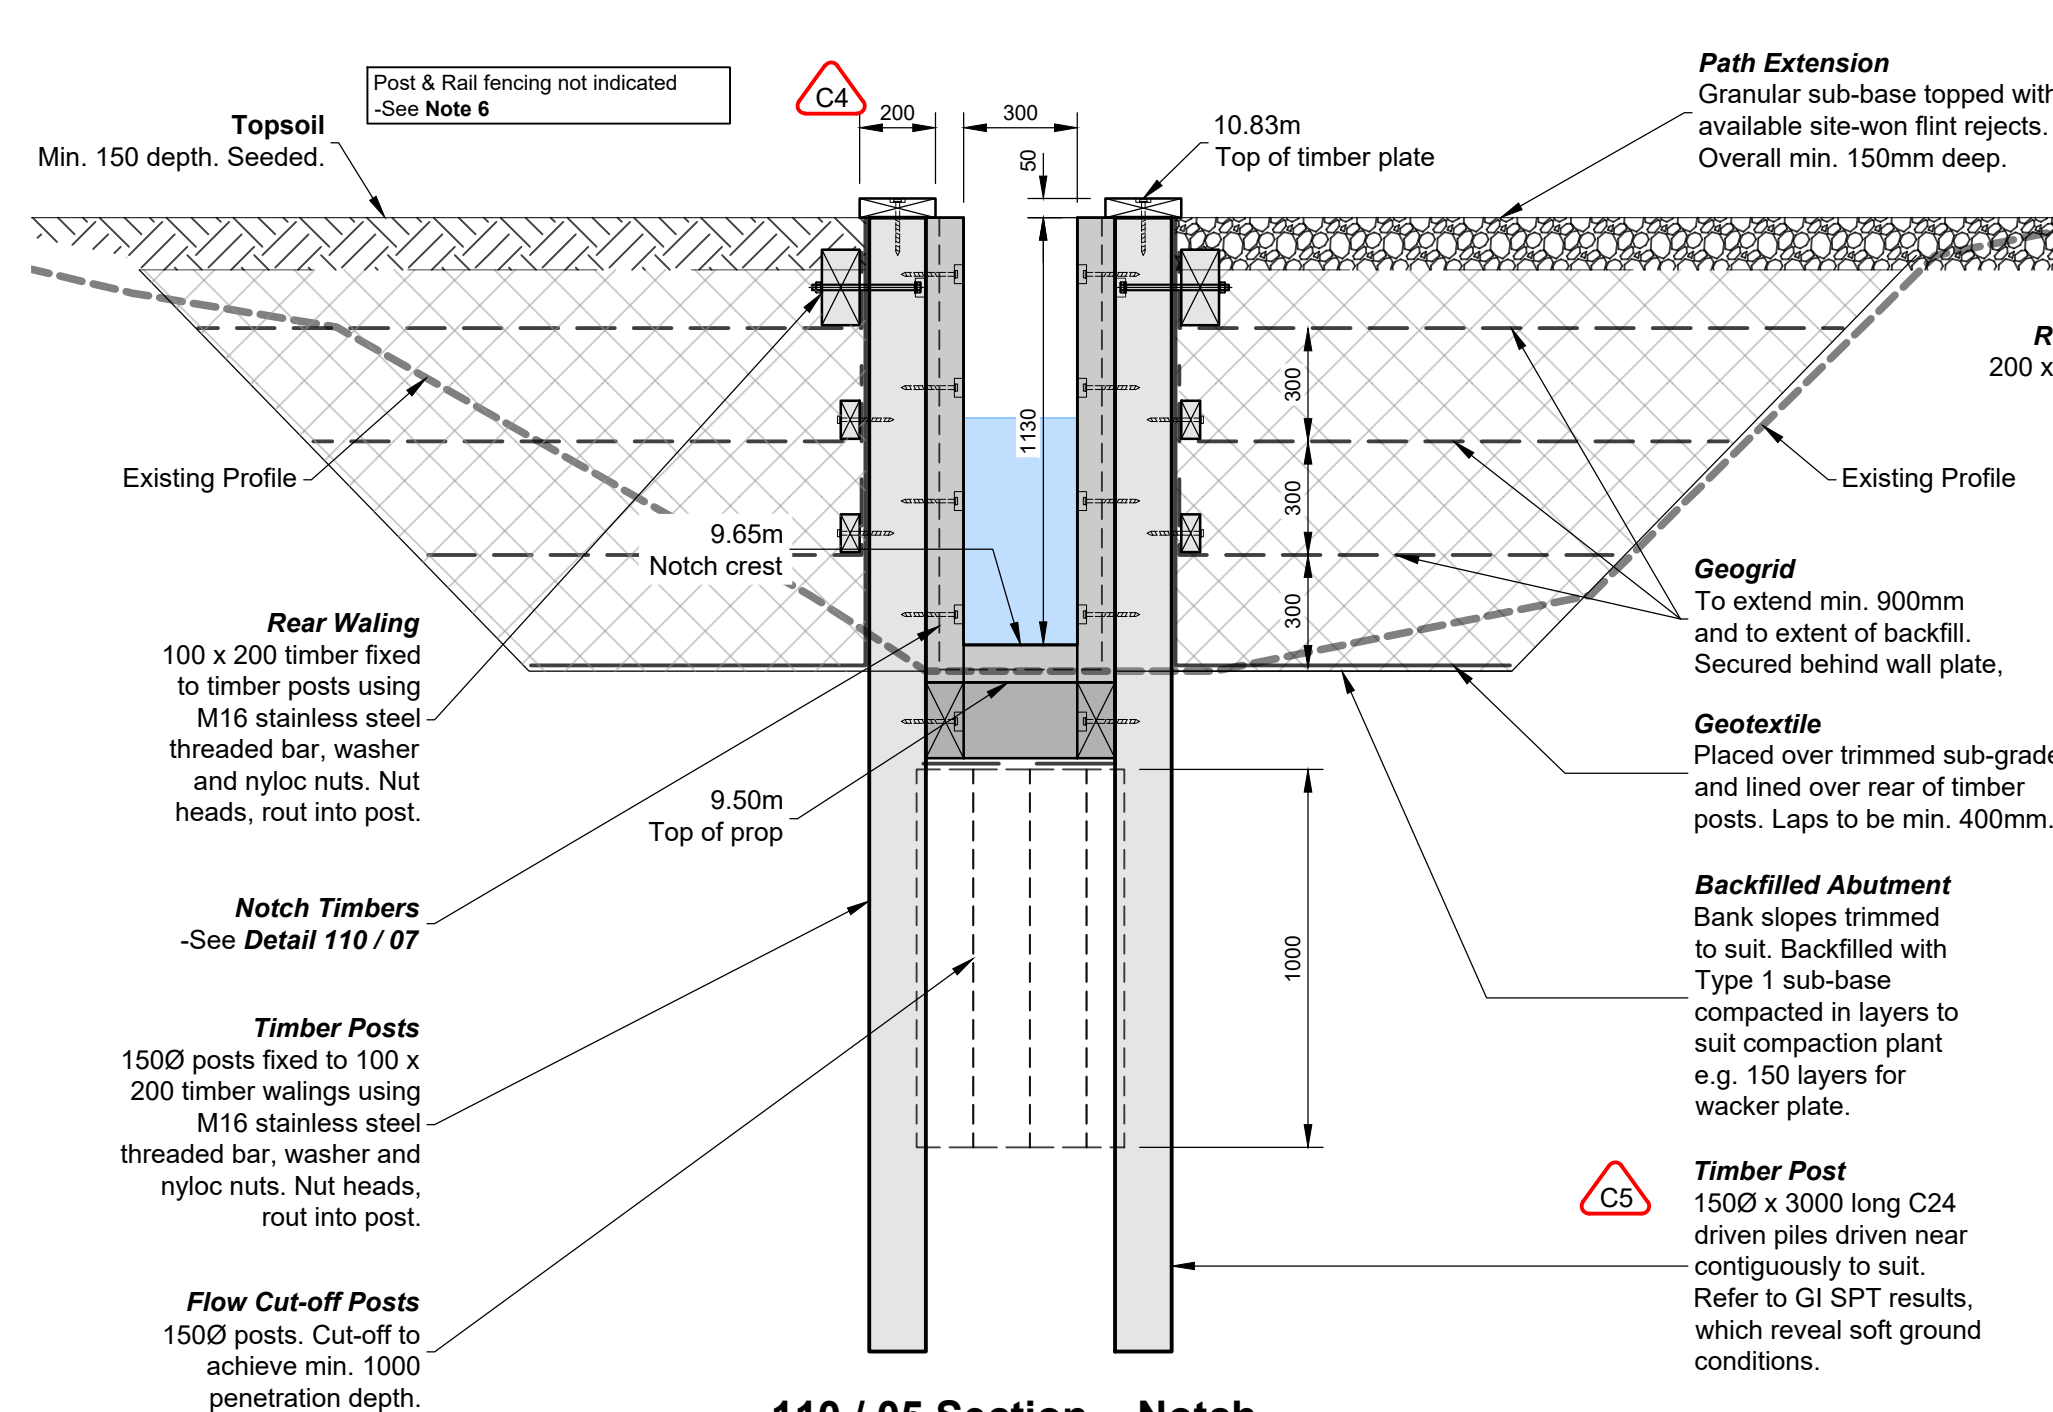 Post & Rail fencing not indicated
-See Note 6
C4
Topsoil
Min. 150 depth. Seeded.
200
300
50
10.83m
Top of timber plate
Path Extension
Granular sub-base topped with
available site-won flint rejects.
Overall min. 150mm deep.
R
200 x
1130
300
300
300
Existing Profile
Existing Profile
9.65m
Notch crest
Geogrid
To extend min. 900mm
and to extent of backfill.
Secured behind wall plate,
Rear Waling
100 x 200 timber fixed
to timber posts using
M16 stainless steel
threaded bar, washer
and nyloc nuts. Nut
heads, rout into post.
Geotextile
Placed over trimmed sub-grade
and lined over rear of timber
posts. Laps to be min. 400mm.
9.50m
Top of prop
Notch Timbers
-See Detail 110 / 07
1000
Backfilled Abutment
Bank slopes trimmed
to suit. Backfilled with
Type 1 sub-base
compacted in layers to
suit compaction plant
e.g. 150 layers for
wacker plate.
Timber Posts
150Ø posts fixed to 100 x
200 timber walings using
M16 stainless steel
threaded bar, washer and
nyloc nuts. Nut heads,
rout into post.
C5
Timber Post
150Ø x 3000 long C24
driven piles driven near
contiguously to suit.
Refer to GI SPT results,
which reveal soft ground
conditions.
Flow Cut-off Posts
150Ø posts. Cut-off to
achieve min. 1000
penetration depth.
110 / 05 Section - Notch